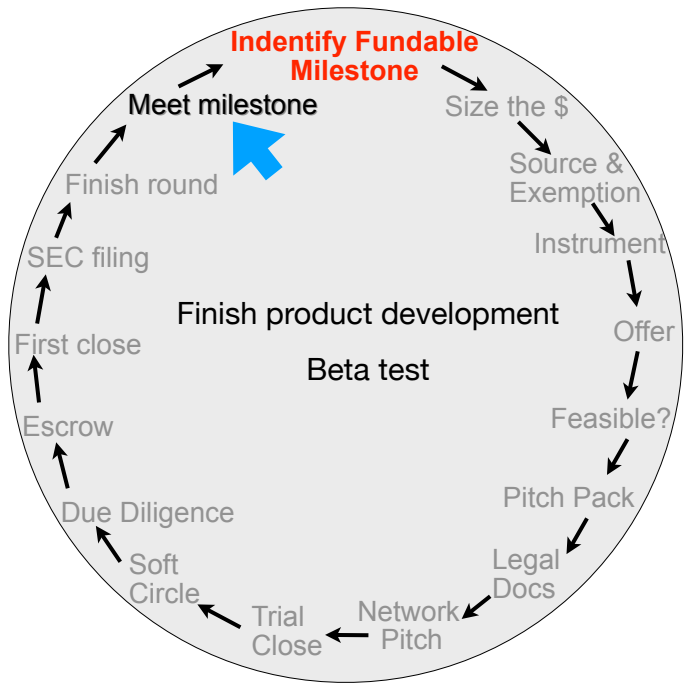 Indentify Fundable
Milestone
Size the $
Source &
Exemption
Instrument
Offer
Feasible?
Pitch Pack
Legal
Docs
Network
Pitch
Trial
Close
Soft
Circle
Due Diligence
Escrow
First close
SEC filing
Finish round
Meet milestone
Finish product development
Beta test